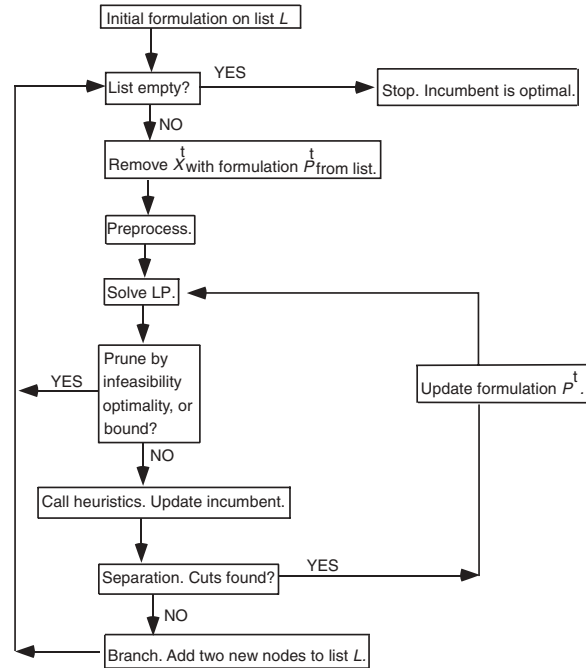 Initial formulation on list L
List empty?
YES
Stop. Incumbent is optimal.
NO
Remove X^t with formulation P^t from list.
Preprocess.
Solve LP.
Prune by
infeasibility
optimality, or
bound?
YES
Update formulation P^t.
NO
Call heuristics. Update incumbent.
Separation. Cuts found?
YES
NO
Branch. Add two new nodes to list L.